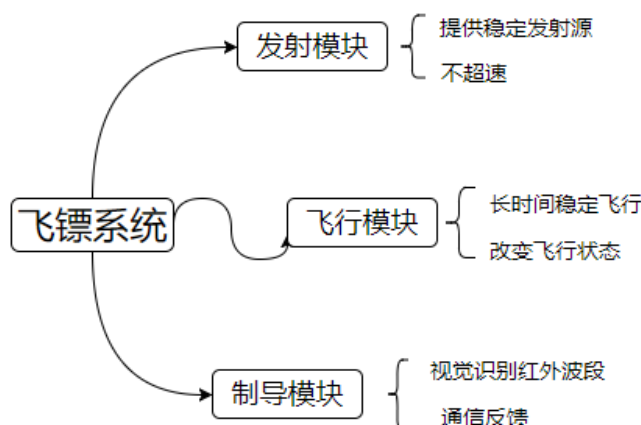 发射模块
提供稳定发射源
不超速
飞镖系统
飞行模块
长时间稳定飞行
改变飞行状态
制导模块
视觉识别红外波段
通信反馈